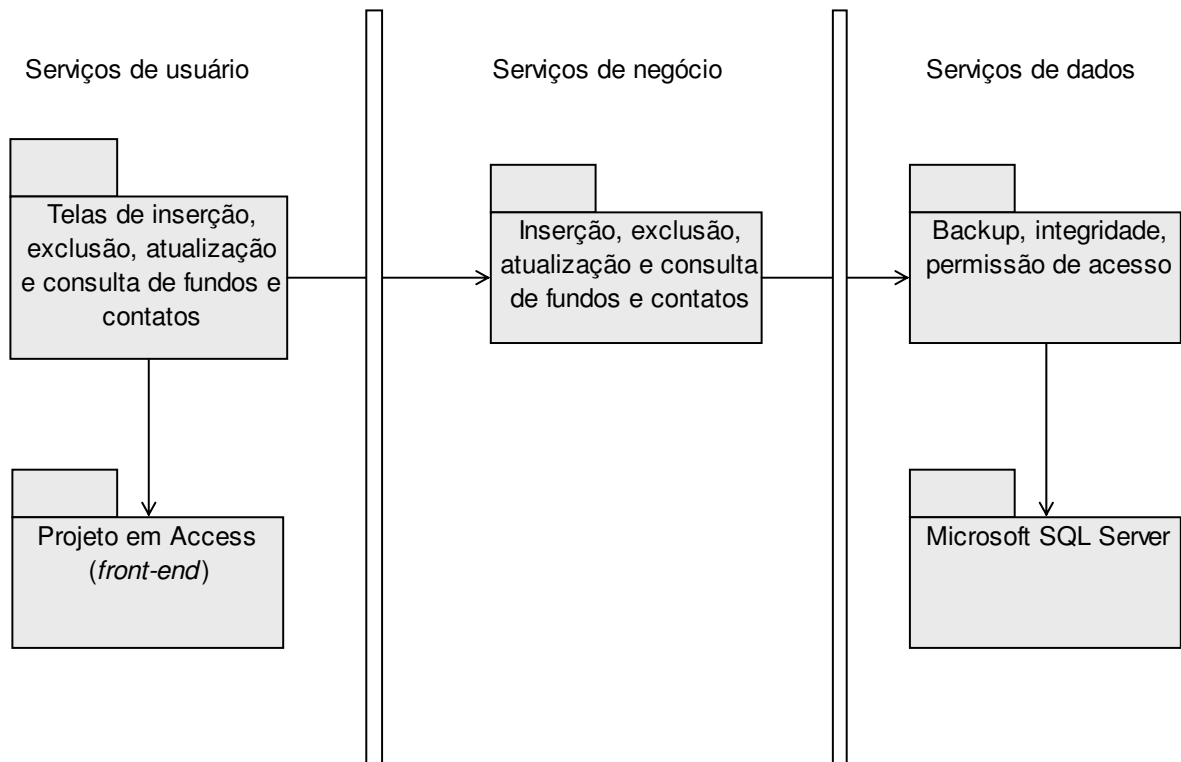 Serviços de usuário
Serviços de negócio
Serviços de dados
Telas de inserção,
exclusão, atualização
e consulta de fundos e
contatos
Inserção, exclusão,
atualização e consulta
de fundos e contatos
Backup, integridade,
permissão de acesso
Projeto em Access
(front-end)
Microsoft SQL Server